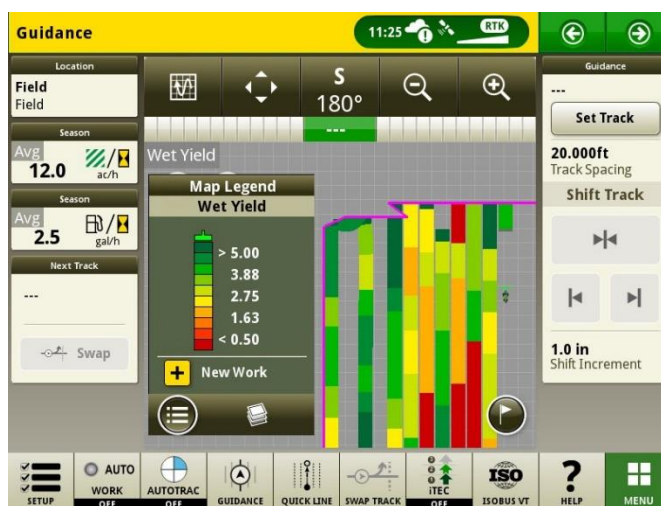 Guidance
11:25
RTK
Location
Field
Field
Season
Avg
12.0
ac/h
Season
Avg
2.5
gal/h
Next Track
---
Swap
S
180°
---
Wet Yield
Map Legend
Wet Yield
> 5.00
3.88
2.75
1.63
< 0.50
New Work
Guidance
---
Set Track
20.000ft
Track Spacing
Shift Track
1.0 in
Shift Increment
SETUP
AUTO
WORK
OFF
AUTOTRAC
OFF
GUIDANCE
QUICK LINE
SWAP TRACK
iTEC
OFF
ISO
ISOBUS VT
?
HELP
MENU